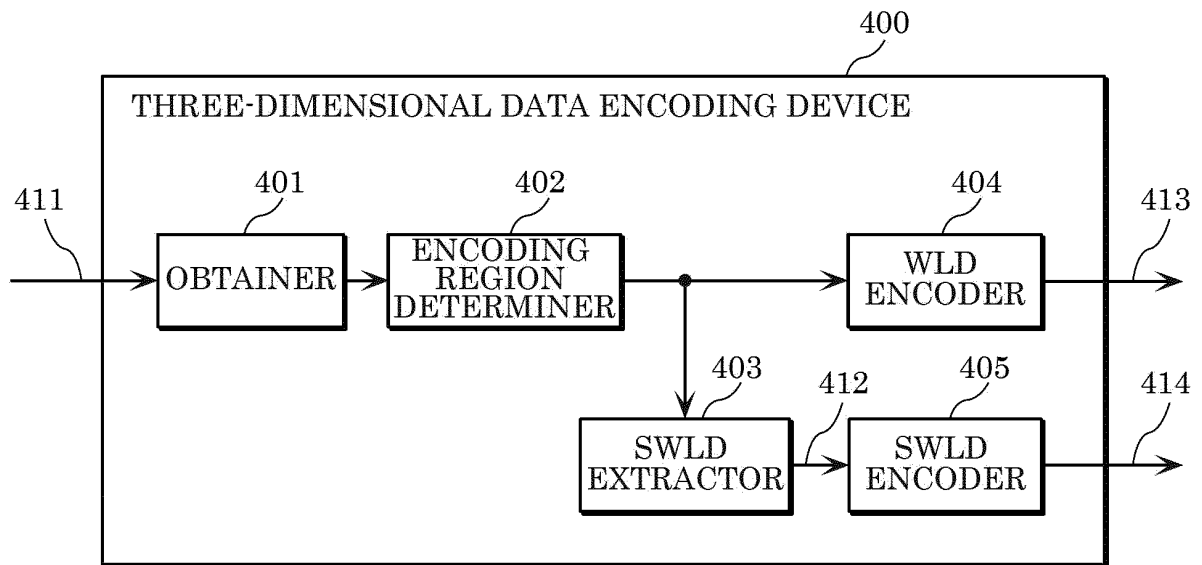 400
THREE-DIMENSIONAL DATA ENCODING DEVICE
411
401
402
404
413
OBTAINER
ENCODING
REGION
DETERMINER
WLD
ENCODER
403
412
405
414
SWLD
EXTRACTOR
SWLD
ENCODER